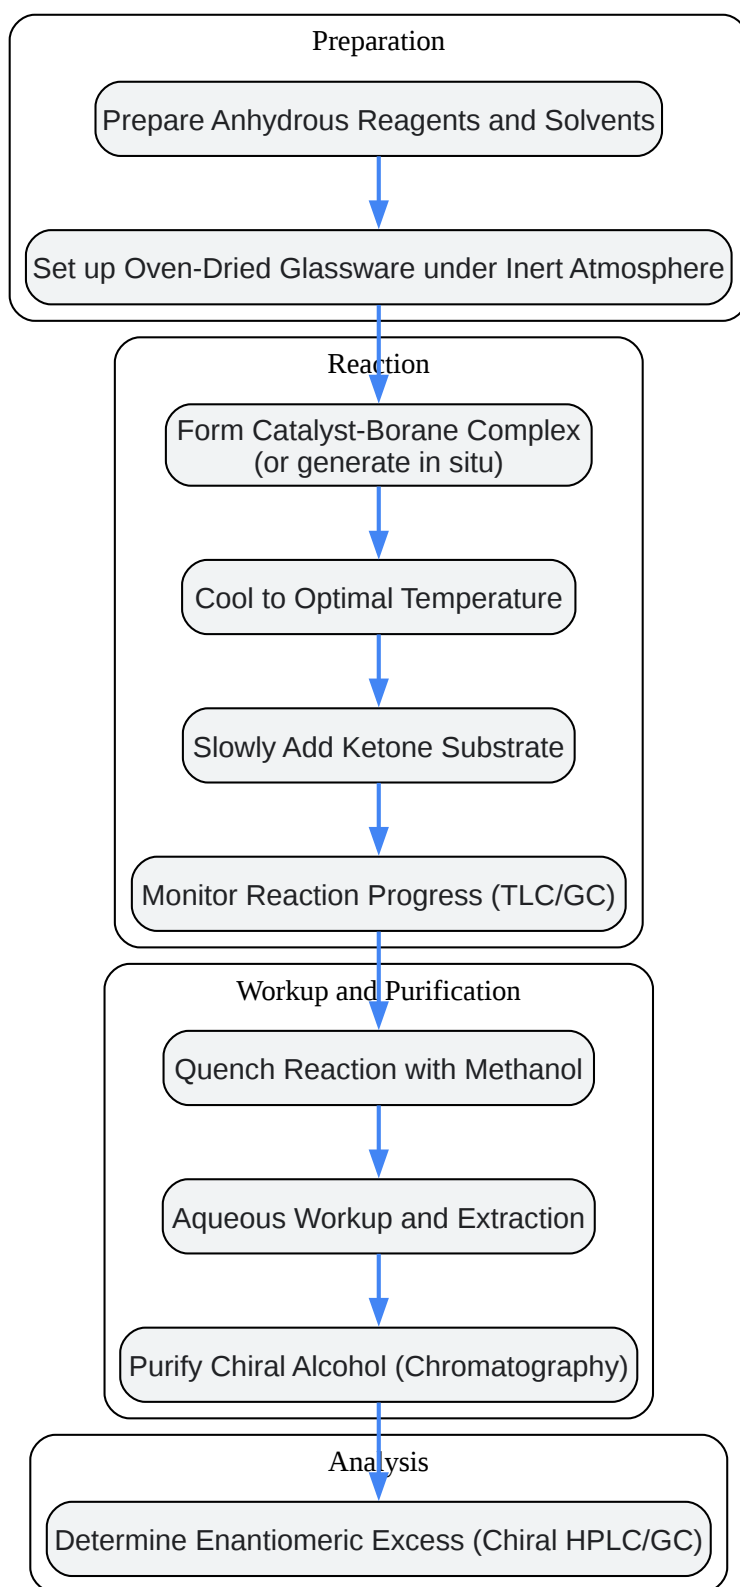 Preparation
Prepare Anhydrous Reagents and Solvents
Set up Oven-Dried Glassware under Inert Atmosphere
Reaction
Form Catalyst-Borane Complex
(or generate in situ)
Cool to Optimal Temperature
Slowly Add Ketone Substrate
Monitor Reaction Progress (TLC/GC)
Workup and Purification
Quench Reaction with Methanol
Aqueous Workup and Extraction
Purify Chiral Alcohol (Chromatography)
Analysis
Determine Enantiomeric Excess (Chiral HPLC/GC)